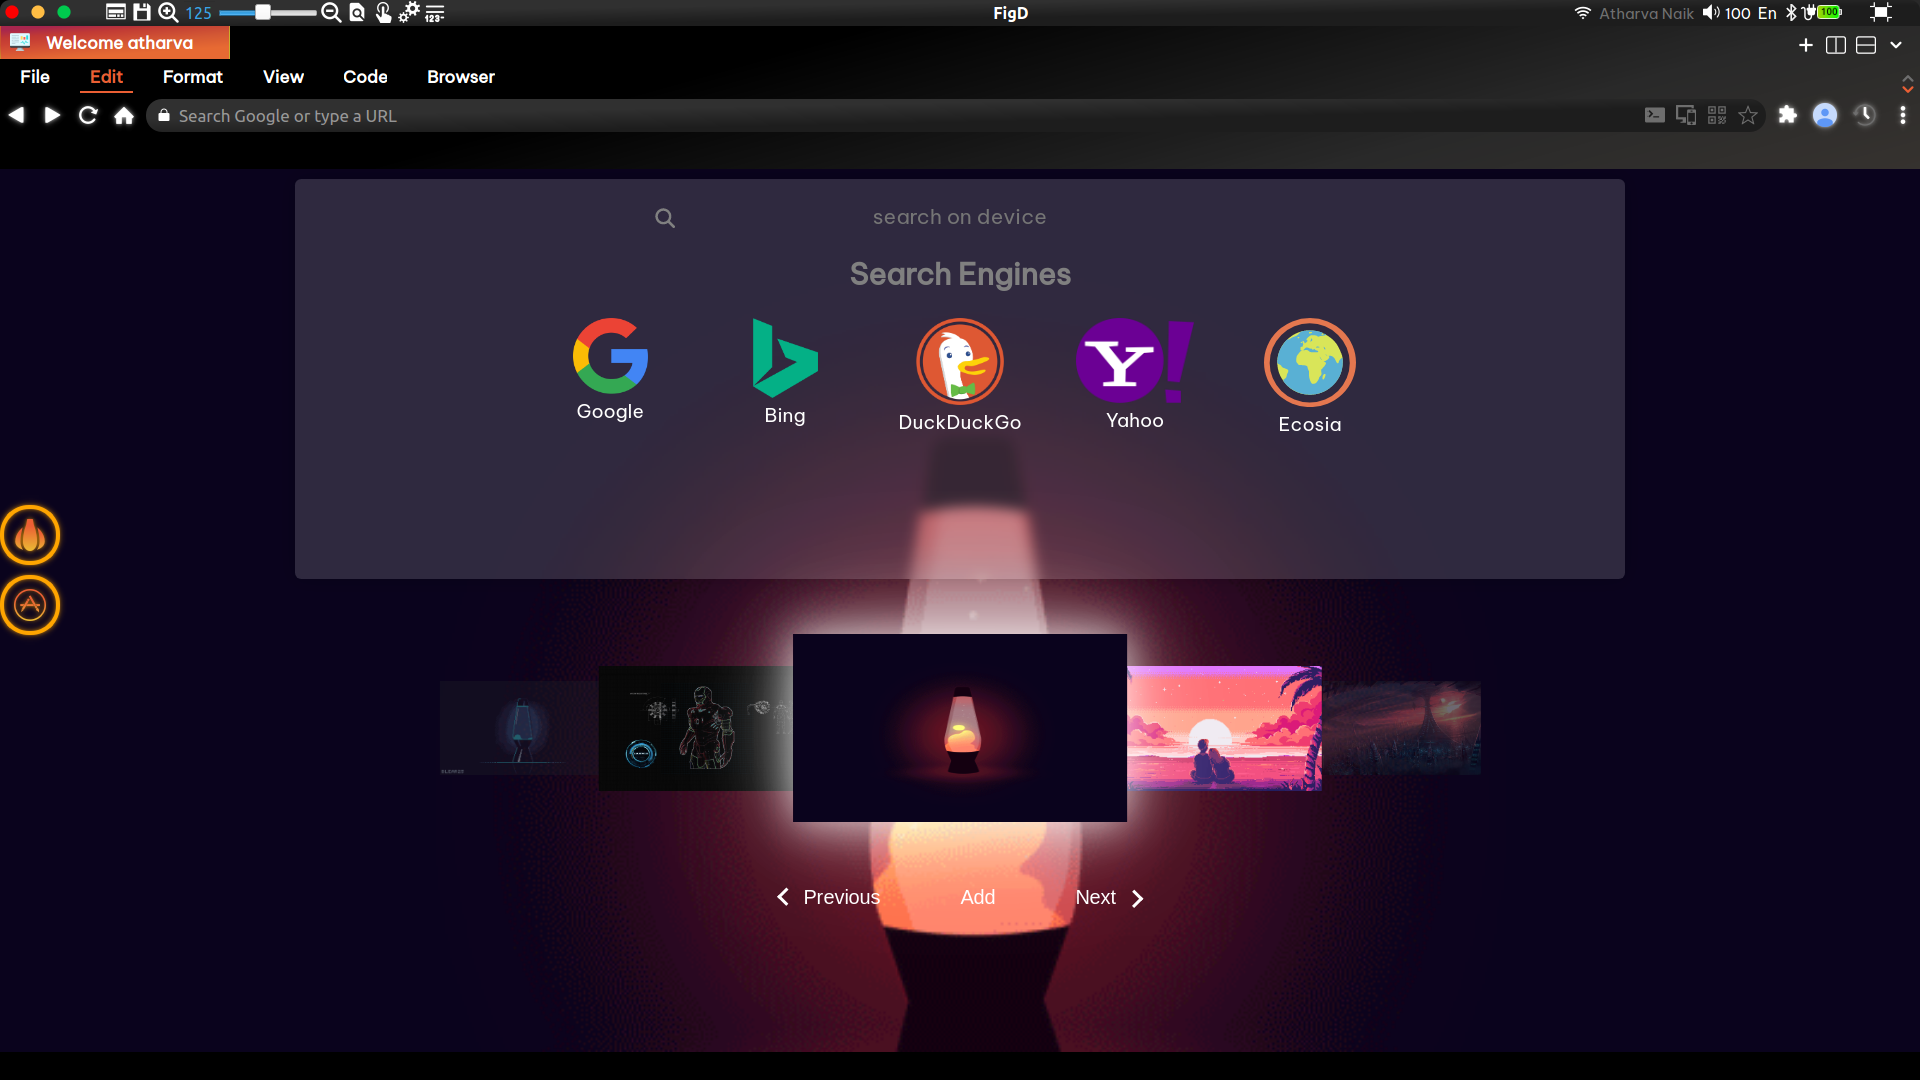 125
FigD
Atharva Naik 100 En 100
Welcome atharva
File Edit Format View Code Browser
Search Google or type a URL
search on device
Search Engines
Google Bing DuckDuckGo Yahoo Ecosia
Previous Add Next